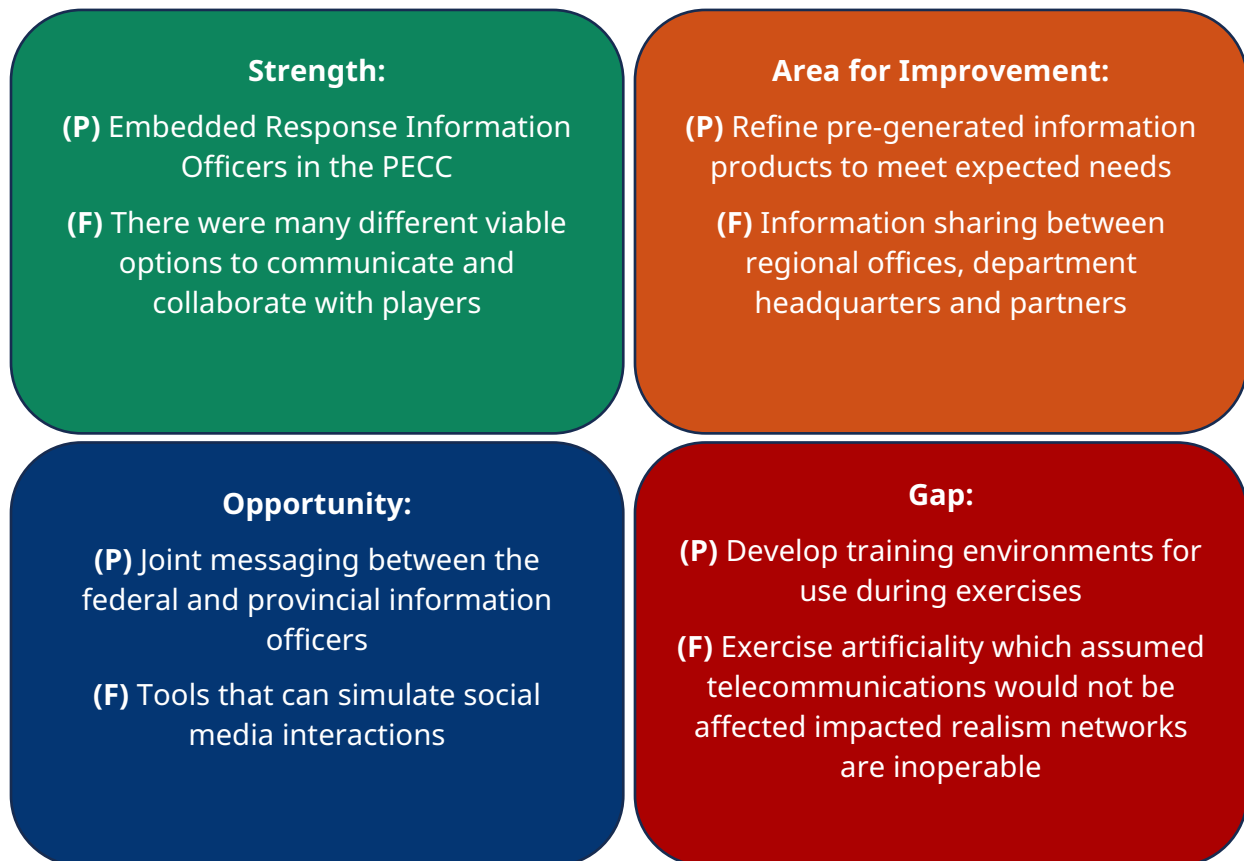 Strength:
(P) Embedded Response Information
Officers in the PECC
(F) There were many different viable
options to communicate and
collaborate with players
Area for Improvement:
(P) Refine pre-generated information
products to meet expected needs
(F) Information sharing between
regional offices, department
headquarters and partners
Opportunity:
(P) Joint messaging between the
federal and provincial information
officers
(F) Tools that can simulate social
media interactions
Gap:
(P) Develop training environments for
use during exercises
(F) Exercise artificiality which assumed
telecommunications would not be
affected impacted realism networks
are inoperable